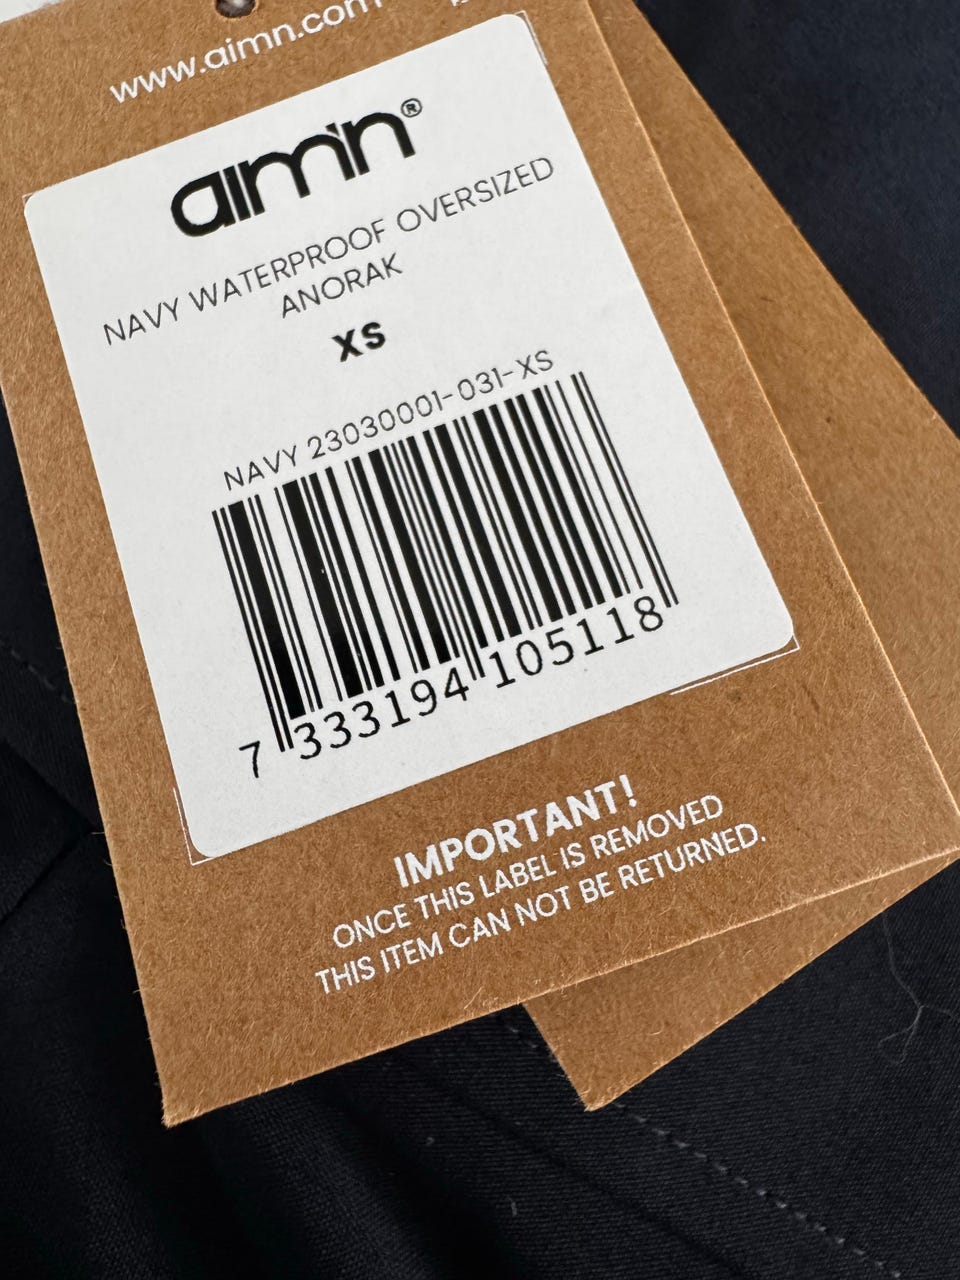 www.aimn.com
aim'n®
NAVY WATERPROOF OVERSIZED
ANORAK
XS
NAVY 23030001-031-XS
7 333194 105118
IMPORTANT!
ONCE THIS LABEL IS REMOVED
THIS ITEM CAN NOT BE RETURNED.